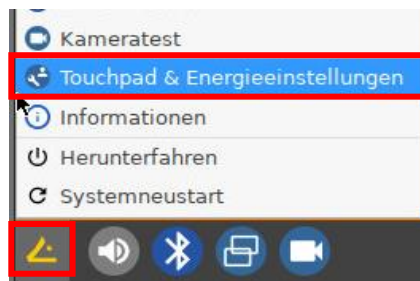 Kameratest
Touchpad & Energieeinstellungen
Informationen
Herunterfahren
Systemneustart